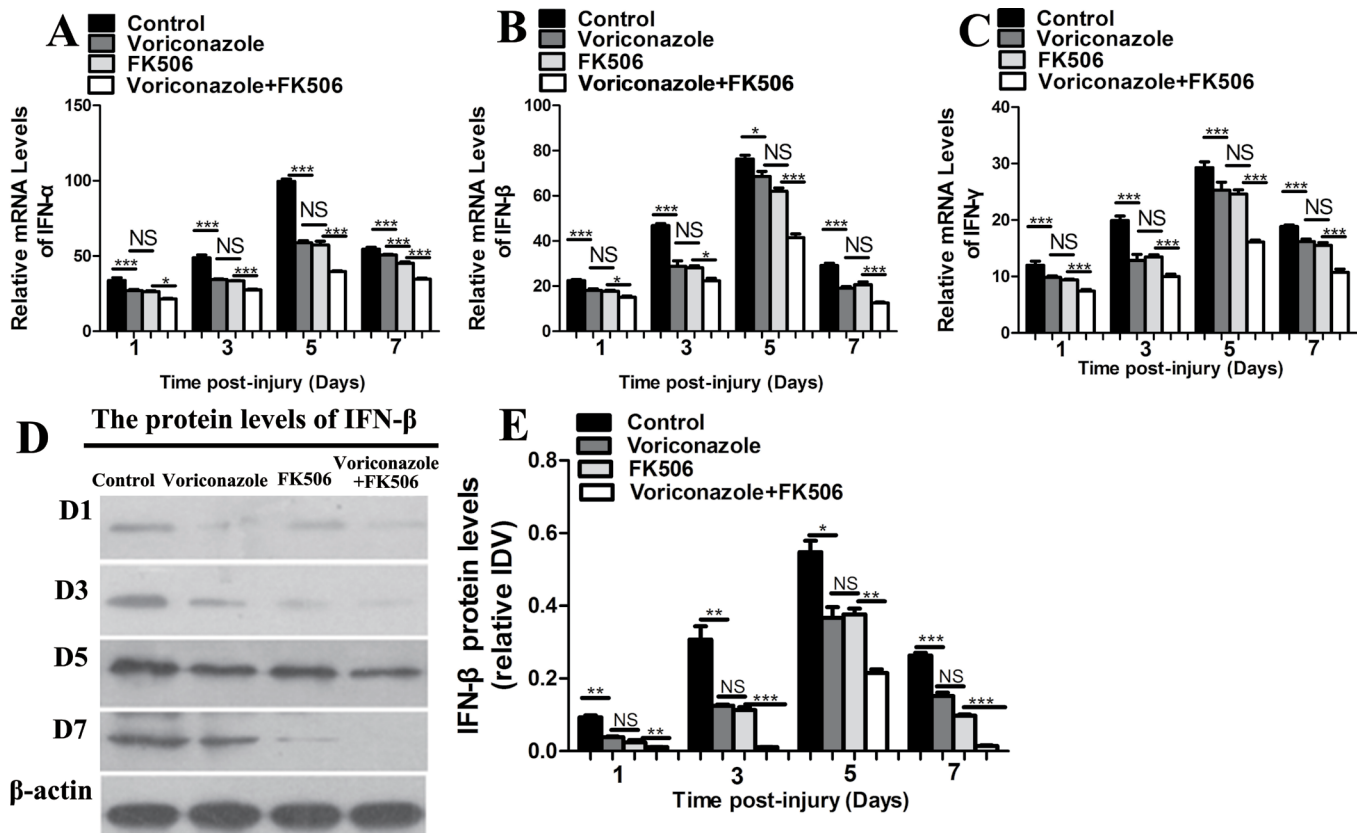 A
Control
Voriconazole
FK506
Voriconazole+FK506
Relative mRNA Levels
of IFN-α
150
100
50
0
*** NS *
*** NS ***
*** NS ***
*** *** ***
1 3 5 7
Time post-injury (Days)
B
Control
Voriconazole
FK506
Voriconazole+FK506
Relative mRNA Levels
of IFN-β
100
80
60
40
20
0
*** NS *
*** NS *
* NS ***
*** NS ***
1 3 5 7
Time post-injury (Days)
C
Control
Voriconazole
FK506
Voriconazole+FK506
Relative mRNA Levels
of IFN-γ
40
30
20
10
0
*** NS ***
*** NS ***
*** NS ***
*** NS ***
1 3 5 7
Time post-injury (Days)
D
The protein levels of IFN-β
Control Voriconazole FK506 Voriconazole
+FK506
D1
D3
D5
D7
β-actin
E
Control
Voriconazole
FK506
Voriconazole+FK506
IFN-β protein levels
(relative IDV)
0.8
0.6
0.4
0.2
0.0
** NS **
** NS ***
* NS **
*** NS ***
1 3 5 7
Time post-injury (Days)